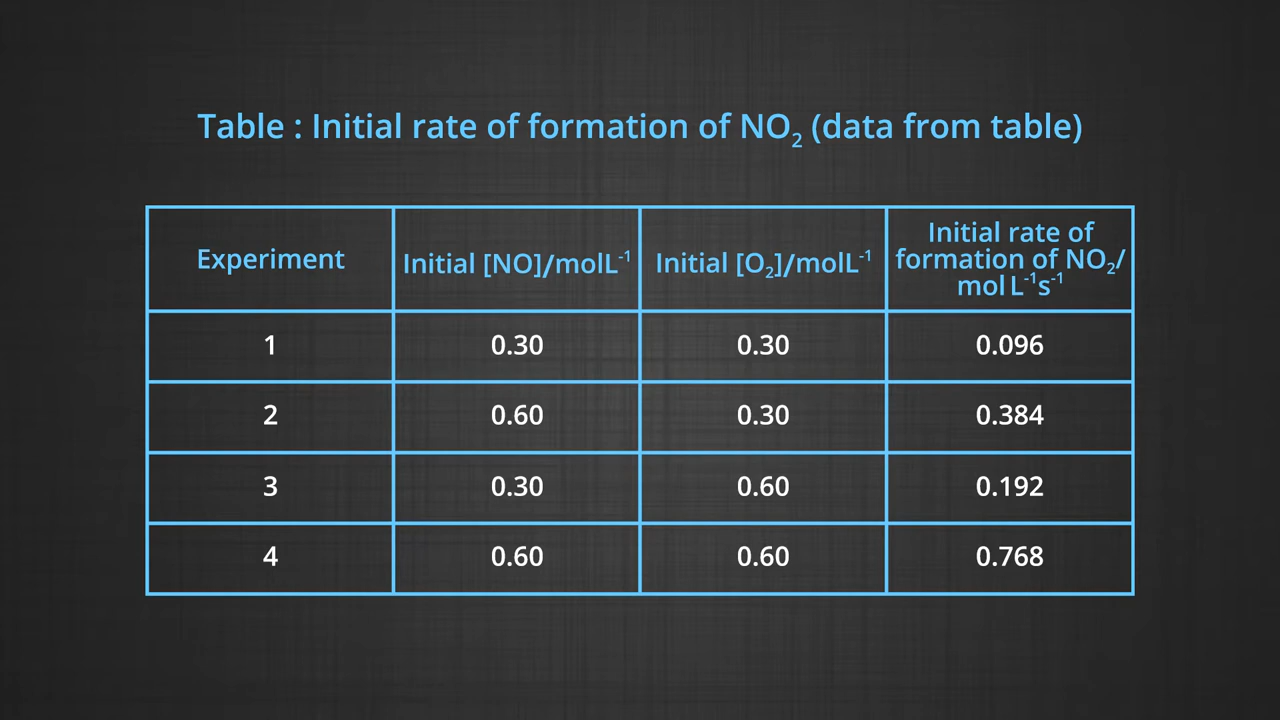 Table : Initial rate of formation of NO₂ (data from table)
Experiment
Initial [NO]/molL⁻¹
Initial [O₂]/molL⁻¹
Initial rate of
formation of NO₂/
mol L⁻¹s⁻¹
1 0.30 0.30 0.096
2 0.60 0.30 0.384
3 0.30 0.60 0.192
4 0.60 0.60 0.768